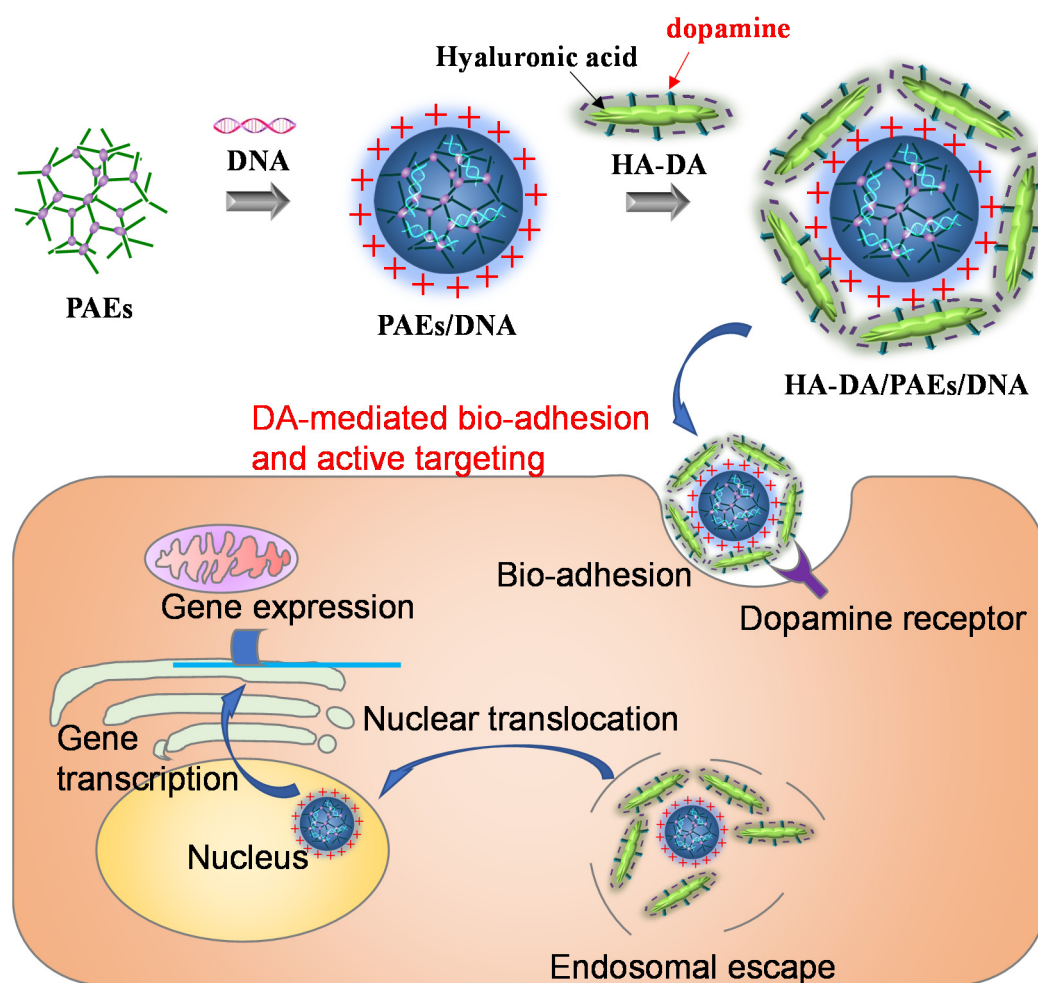 dopamine
Hyaluronic acid
DNA
HA-DA
PAEs
PAEs/DNA
HA-DA/PAEs/DNA
DA-mediated bio-adhesion
and active targeting
Bio-adhesion
Dopamine receptor
Gene expression
Nuclear translocation
Gene
transcription
Nucleus
Endosomal escape